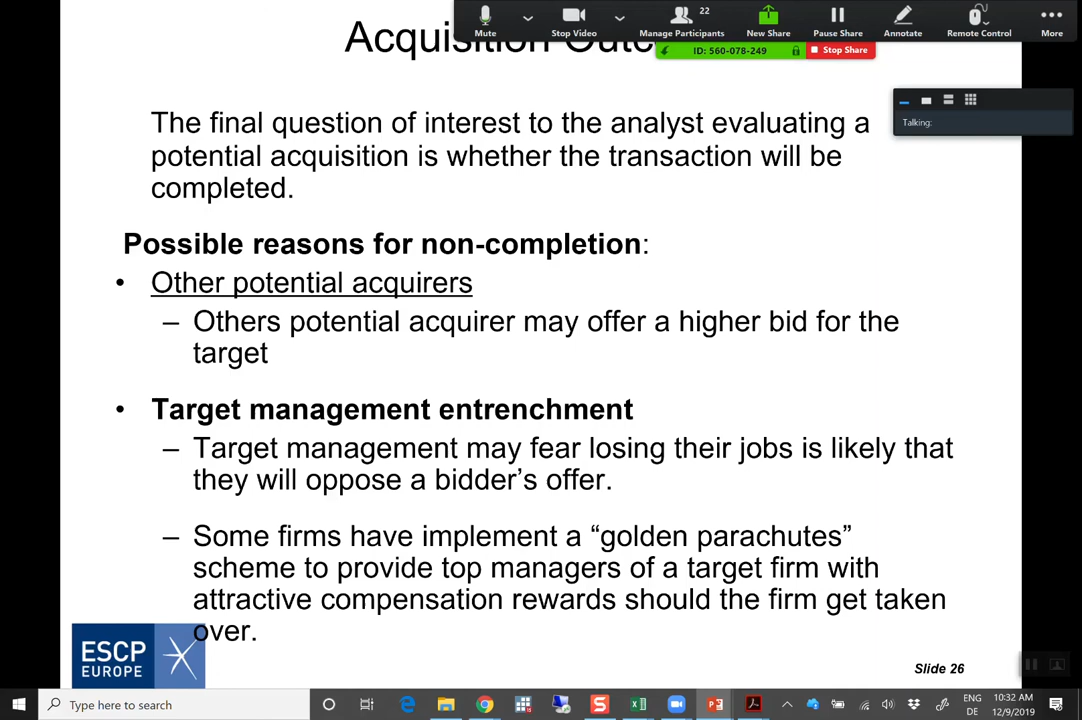 Mute
Stop Video
22
Manage Participants
New Share
Pause Share
Annotate
Remote Control
More
ID: 560-078-249
Stop Share
Talking:
Acquisition
The final question of interest to the analyst evaluating a
potential acquisition is whether the transaction will be
completed.
Possible reasons for non-completion:
• Other potential acquirers
– Others potential acquirer may offer a higher bid for the
target
• Target management entrenchment
– Target management may fear losing their jobs is likely that
they will oppose a bidder’s offer.
– Some firms have implement a “golden parachutes”
scheme to provide top managers of a target firm with
attractive compensation rewards should the firm get taken
over.
ESCP
EUROPE
Slide 26
Type here to search
ENG
DE
10:32 AM
12/9/2019